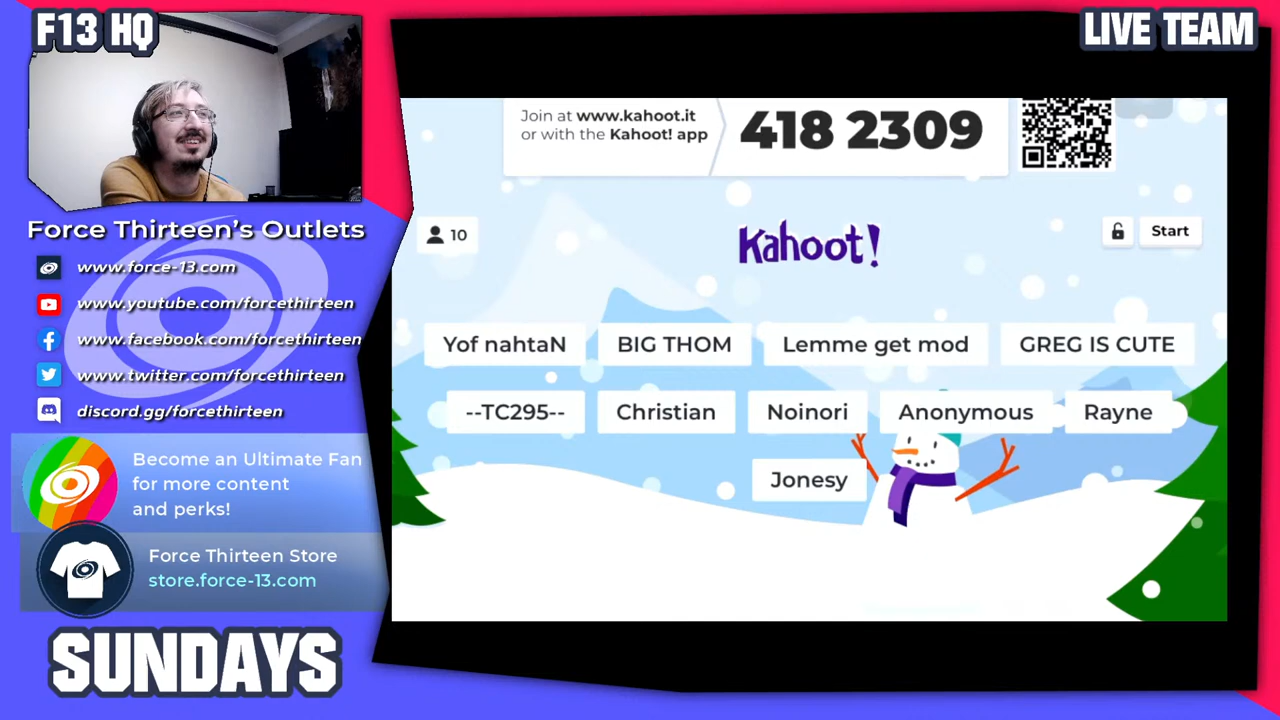 F13 HQ
LIVE TEAM
Force Thirteen's Outlets
www.force-13.com
www.youtube.com/forcethirteen
www.facebook.com/forcethirteen
www.twitter.com/forcethirteen
discord.gg/forcethirteen
Become an Ultimate Fan
for more content
and perks!
Force Thirteen Store
store.force-13.com
SUNDAYS
Join at www.kahoot.it
or with the Kahoot! app
418 2309
10
Kahoot!
Start
Yof nahtaN
BIG THOM
Lemme get mod
GREG IS CUTE
--TC295--
Christian
Noinori
Anonymous
Rayne
Jonesy